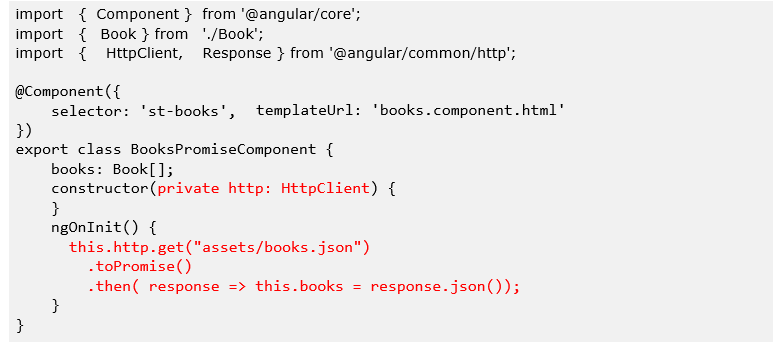 import { Component } from '@angular/core';
import { Book } from './Book';
import { HttpClient, Response } from '@angular/common/http';
@Component({
selector: 'st-books', templateUrl: 'books.component.html'
})
export class BooksPromiseComponent {
books: Book[];
constructor(private http: HttpClient) {
}
ngOnInit() {
this.http.get("assets/books.json")
.toPromise()
.then( response => this.books = response.json());
}
}